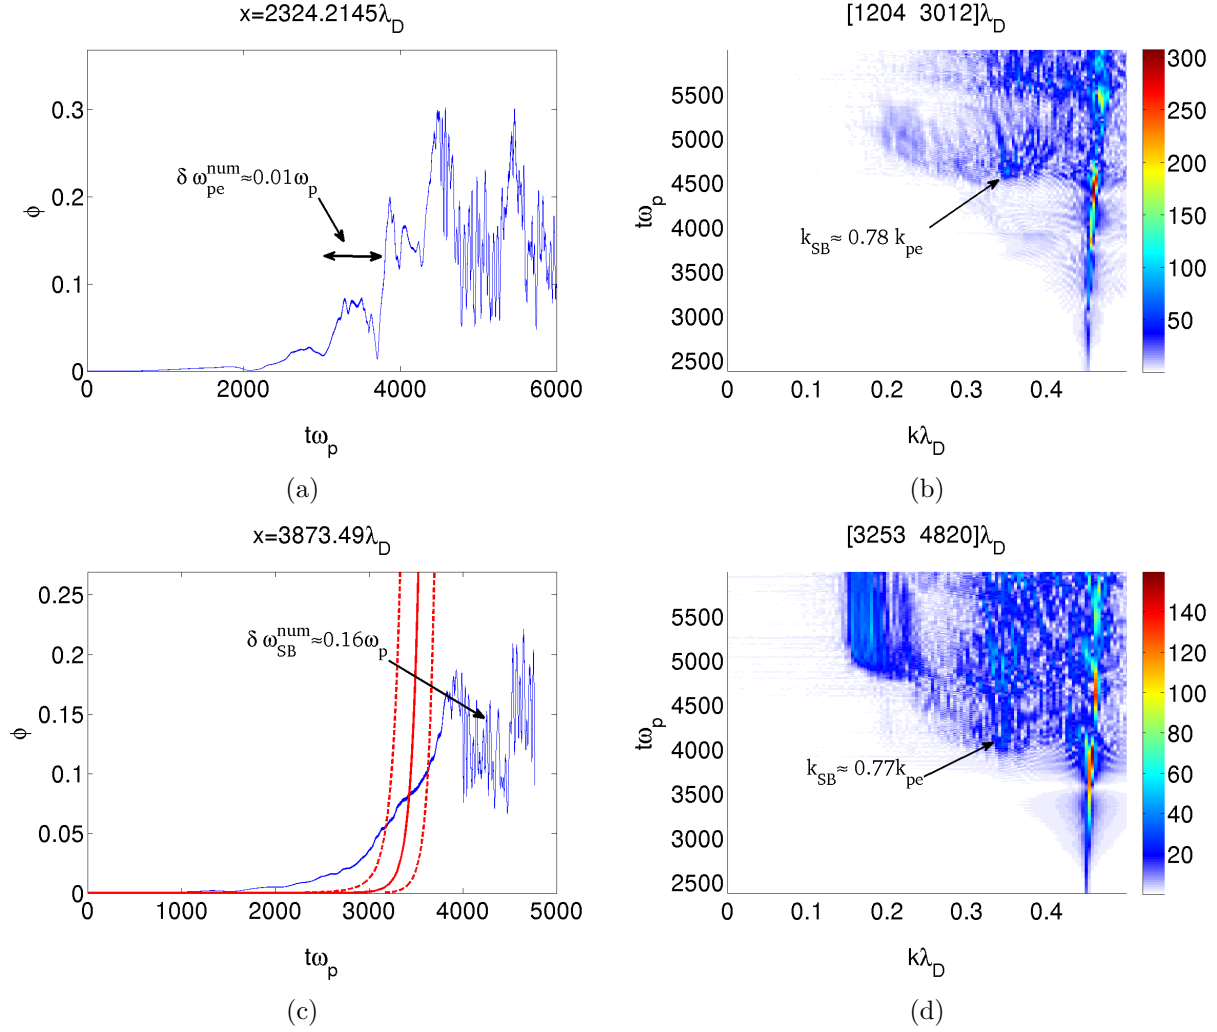 x=2324.2145λ_D
0.3
0.2
0.1
0
ϕ
δ ω_pe^num≈0.01ω_p
0 2000 4000 6000
tω_p
(a)
[1204 3012]λ_D
5500
5000
4500
4000
3500
3000
2500
tω_p
k_SB≈ 0.78 k_pe
0 0.1 0.2 0.3 0.4
kλ_D
300
250
200
150
100
50
(b)
x=3873.49λ_D
0.25
0.2
0.15
0.1
0.05
0
ϕ
δ ω_SB^num≈0.16ω_p
0 1000 2000 3000 4000 5000
tω_p
(c)
[3253 4820]λ_D
5500
5000
4500
4000
3500
3000
2500
tω_p
k_SB≈ 0.77k_pe
0 0.1 0.2 0.3 0.4
kλ_D
140
120
100
80
60
40
20
(d)